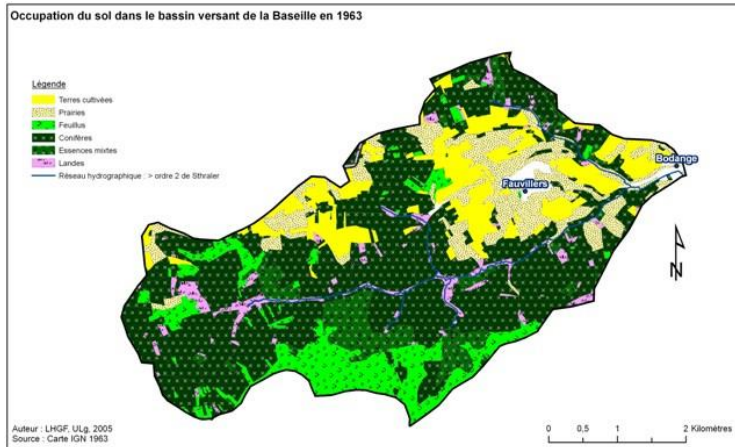 Occupation du sol dans le bassin versant de la Baseille en 1963
Légende
Terres cultivées
Prairies
Feuillus
Conifères
Essences mixtes
Landes
Réseau hydrographique : > ordre 2 de Sthraler
Bodange
Fauvillers
N
Auteur : LHGF, ULg, 2005
Source : Carte IGN 1963
0 0,5 1 2 Kilomètres